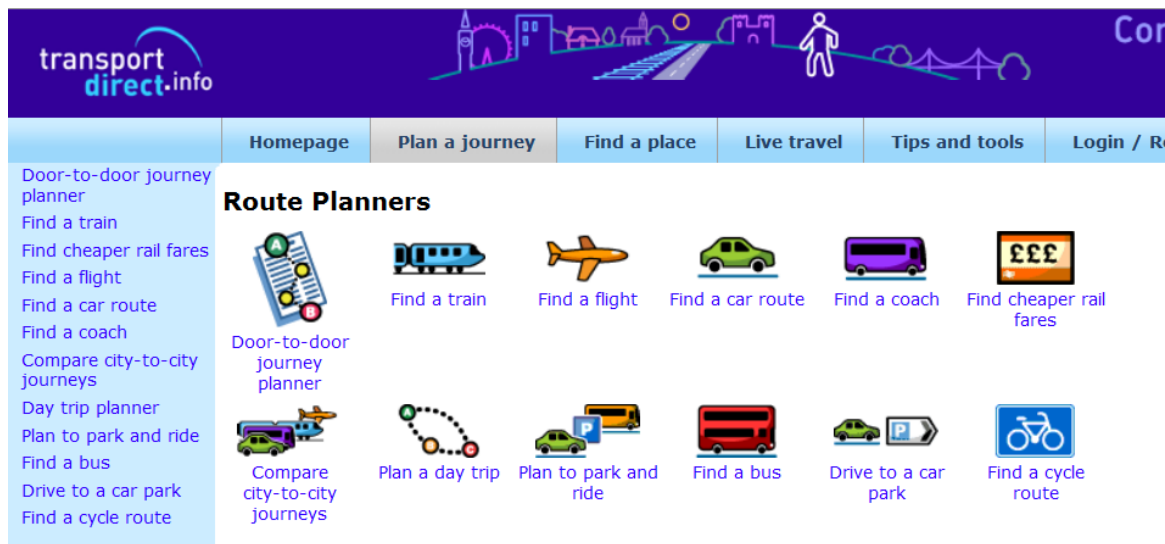 transport
direct.info
Con
Homepage
Plan a journey
Find a place
Live travel
Tips and tools
Login / Re
Door-to-door journey
planner
Find a train
Find cheaper rail fares
Find a flight
Find a car route
Find a coach
Compare city-to-city
journeys
Day trip planner
Plan to park and ride
Find a bus
Drive to a car park
Find a cycle route
Route Planners
A
B
£££
Door-to-door
journey
planner
Find a train
Find a flight
Find a car route
Find a coach
Find cheaper rail
fares
A
C
P
P
Compare
city-to-city
journeys
Plan a day trip
Plan to park and
ride
Find a bus
Drive to a car
park
Find a cycle
route